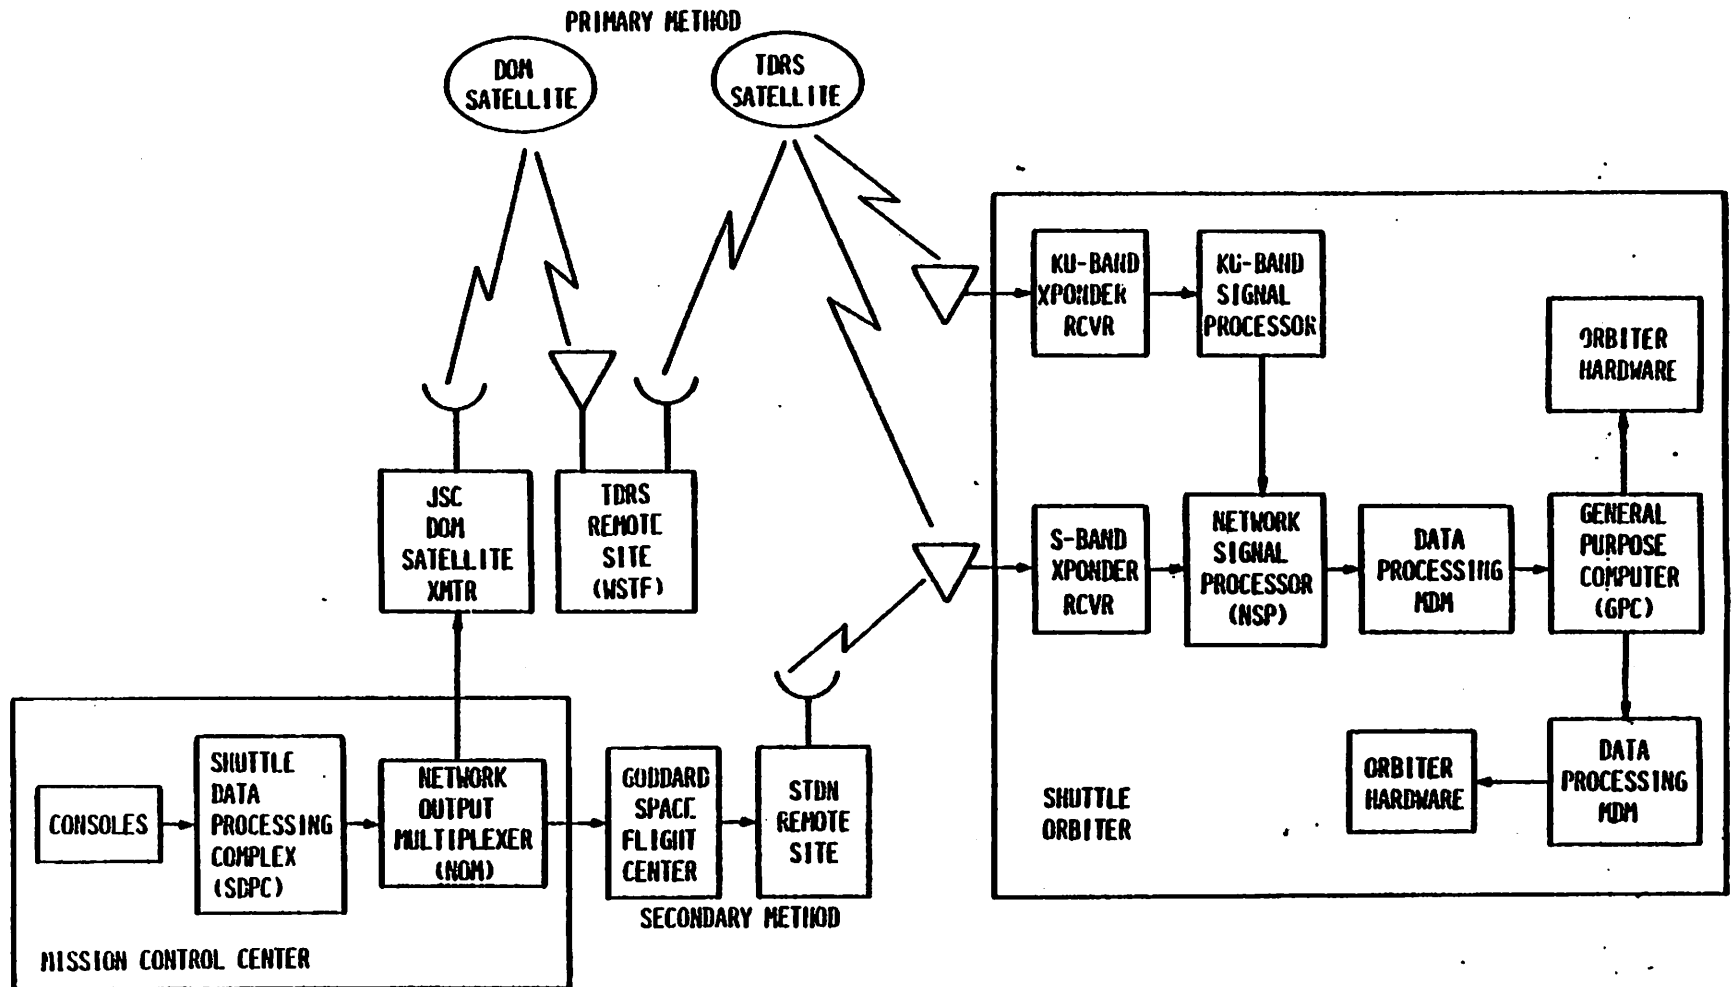 PRIMARY METHOD
DOM
SATELLITE
TDRS
SATELLITE
KU-BAND
XPONDER
RCVR
KU-BAND
SIGNAL
PROCESSOR
ORBITER
HARDWARE
JSC
DOM
SATELLITE
XMTR
TDRS
REMOTE
SITE
(WSTF)
S-BAND
XPONDER
RCVR
NETWORK
SIGNAL
PROCESSOR
(NSP)
DATA
PROCESSING
MDM
GENERAL
PURPOSE
COMPUTER
(GPC)
CONSOLES
SHUTTLE
DATA
PROCESSING
COMPLEX
(SDPC)
NETWORK
OUTPUT
MULTIPLEXER
(NOM)
GODDARD
SPACE
FLIGHT
CENTER
STDN
REMOTE
SITE
SHUTTLE
ORBITER
ORBITER
HARDWARE
DATA
PROCESSING
MDM
SECONDARY METHOD
MISSION CONTROL CENTER